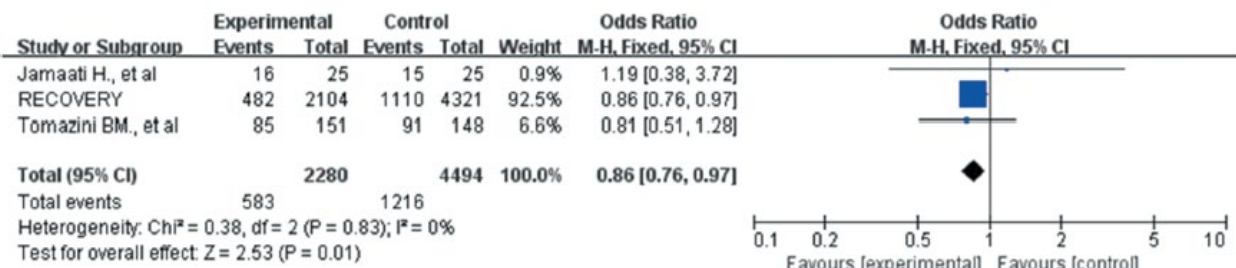 Experimental Control Odds Ratio Odds Ratio
Study or Subgroup Events Total Events Total Weight M-H, Fixed, 95% CI M-H, Fixed, 95% CI
Jamaati H., et al 16 25 15 25 0.9% 1.19 [0.38, 3.72]
RECOVERY 482 2104 1110 4321 92.5% 0.86 [0.76, 0.97]
Tomazini BM., et al 85 151 91 148 6.6% 0.81 [0.51, 1.28]
Total (95% CI) 2280 4494 100.0% 0.86 [0.76, 0.97]
Total events 583 1216
Heterogeneity: Chi² = 0.38, df = 2 (P = 0.83); I² = 0%
Test for overall effect: Z = 2.53 (P = 0.01)
0.1 0.2 0.5 1 2 5 10
Favours [experimental] Favours [control]